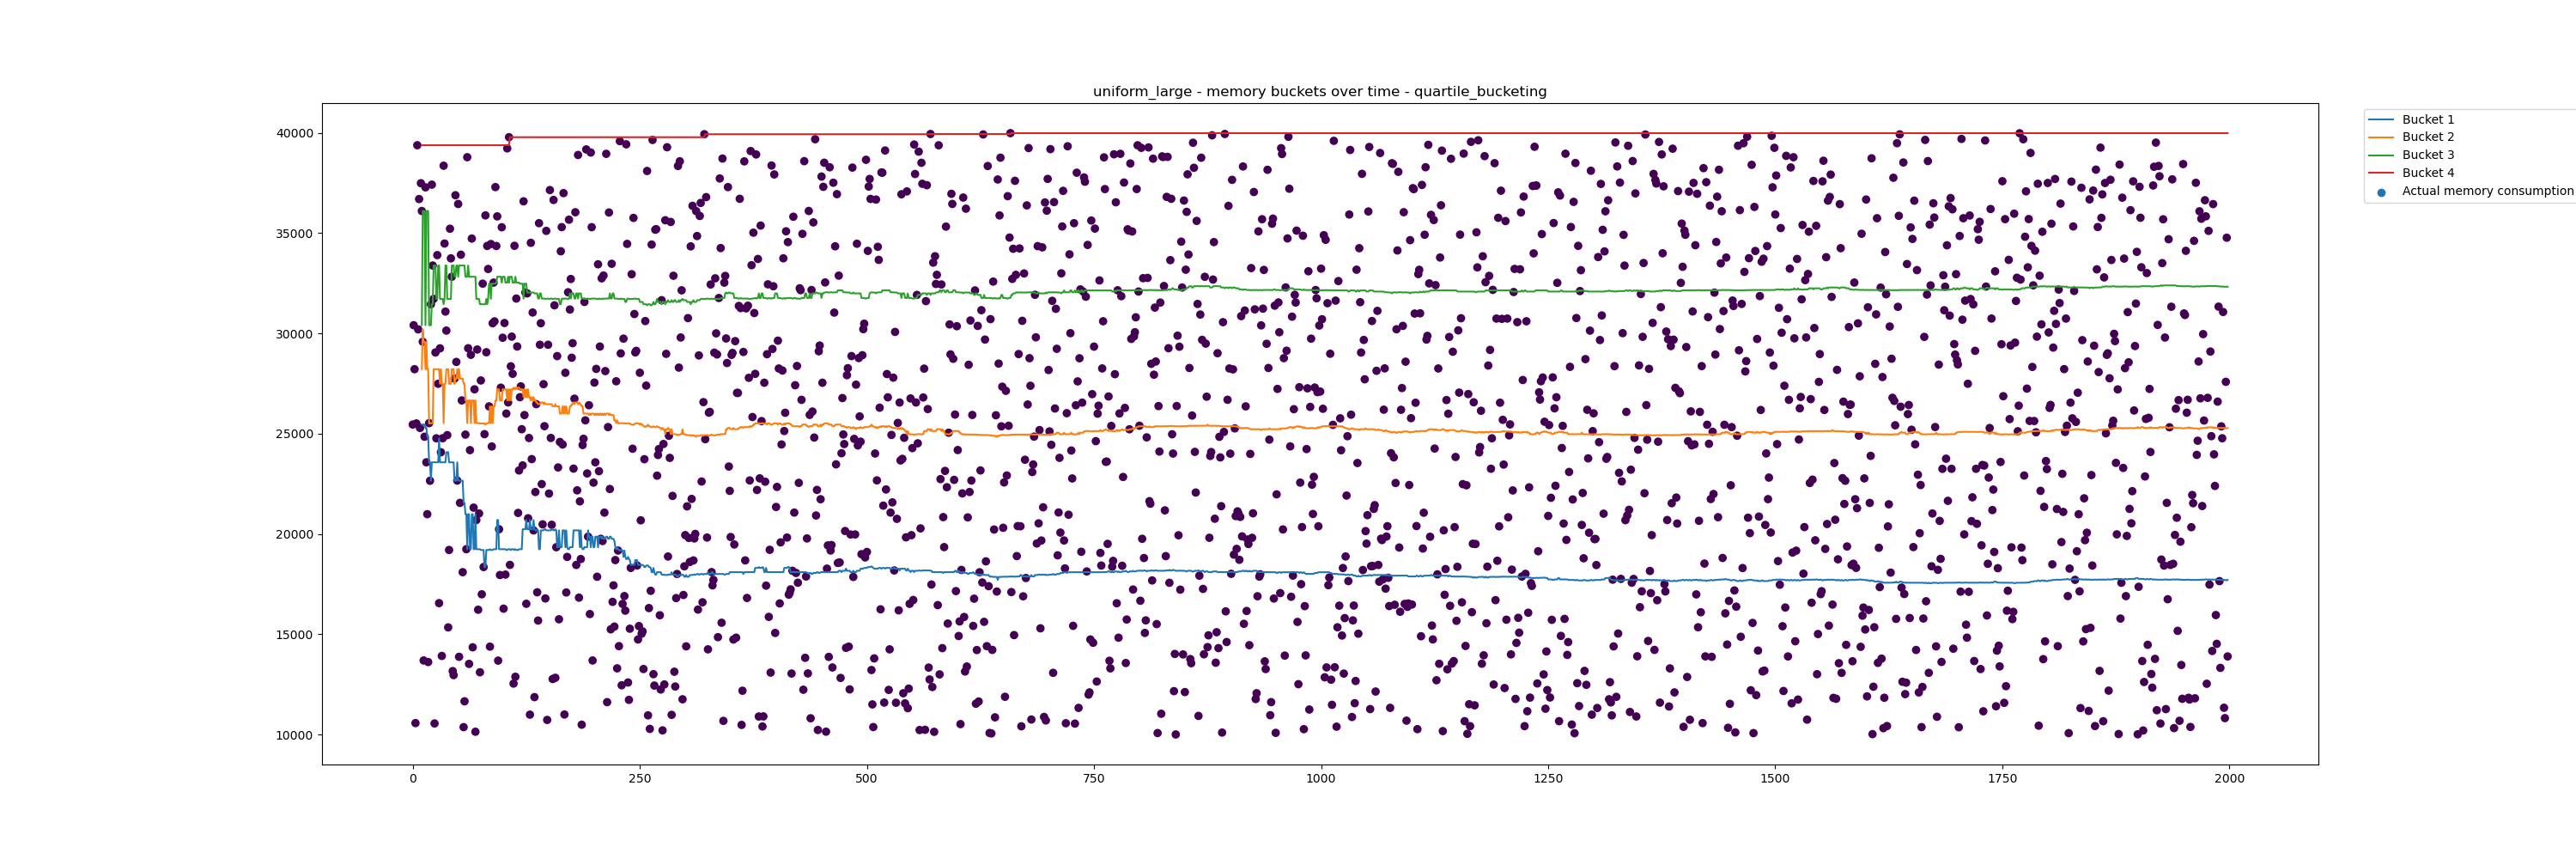 uniform_large - memory buckets over time - quartile_bucketing
40000
35000
30000
25000
20000
15000
10000
0 250 500 750 1000 1250 1500 1750 2000
Bucket 1
Bucket 2
Bucket 3
Bucket 4
Actual memory consumption